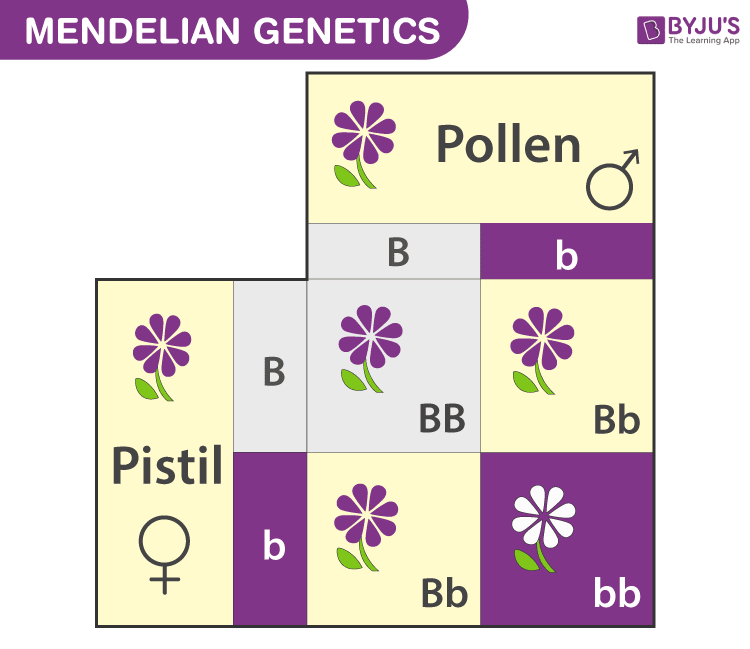 MENDELIAN GENETICS
BYJU'S
The Learning App
Pollen
B
b
B
BB
Bb
Pistil
b
Bb
bb